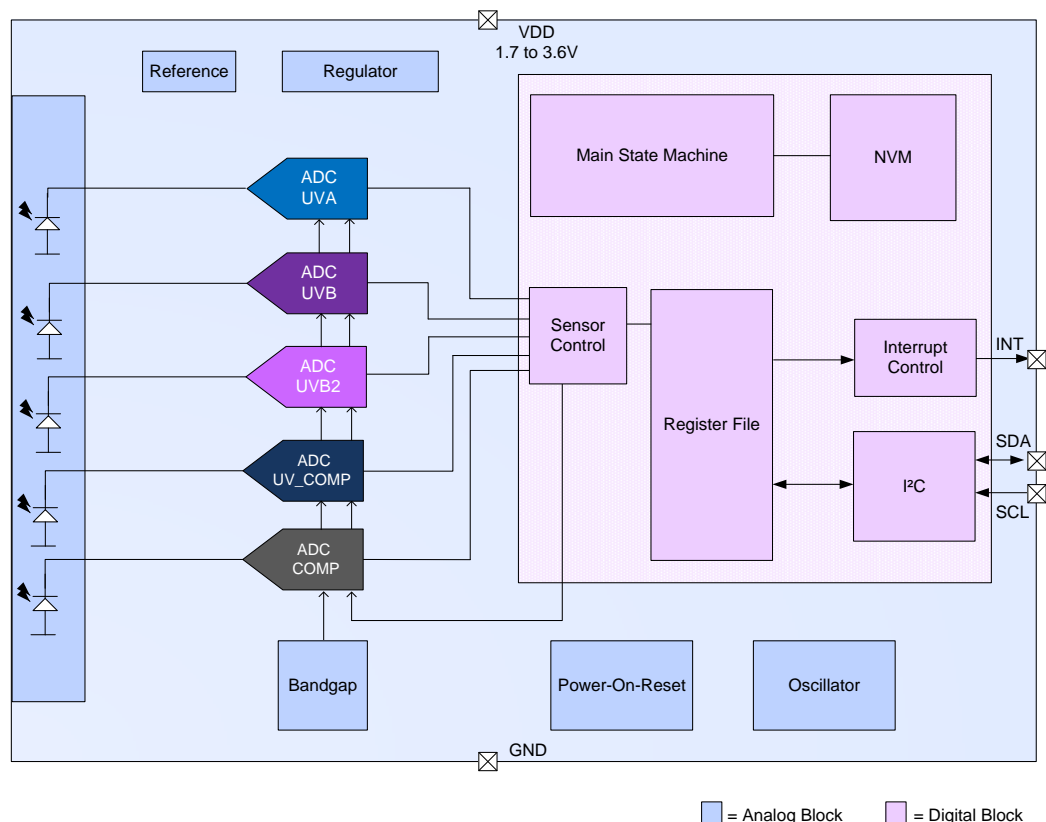 VDD
1.7 to 3.6V
Reference
Regulator
Main State Machine
NVM
ADC
UVA
ADC
UVB
ADC
UVB2
ADC
UV_COMP
ADC
COMP
Sensor
Control
Register File
Interrupt
Control
INT
I²C
SDA
SCL
Bandgap
Power-On-Reset
Oscillator
GND
= Analog Block
= Digital Block